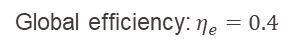 Global efficiency: ηₑ = 0.4